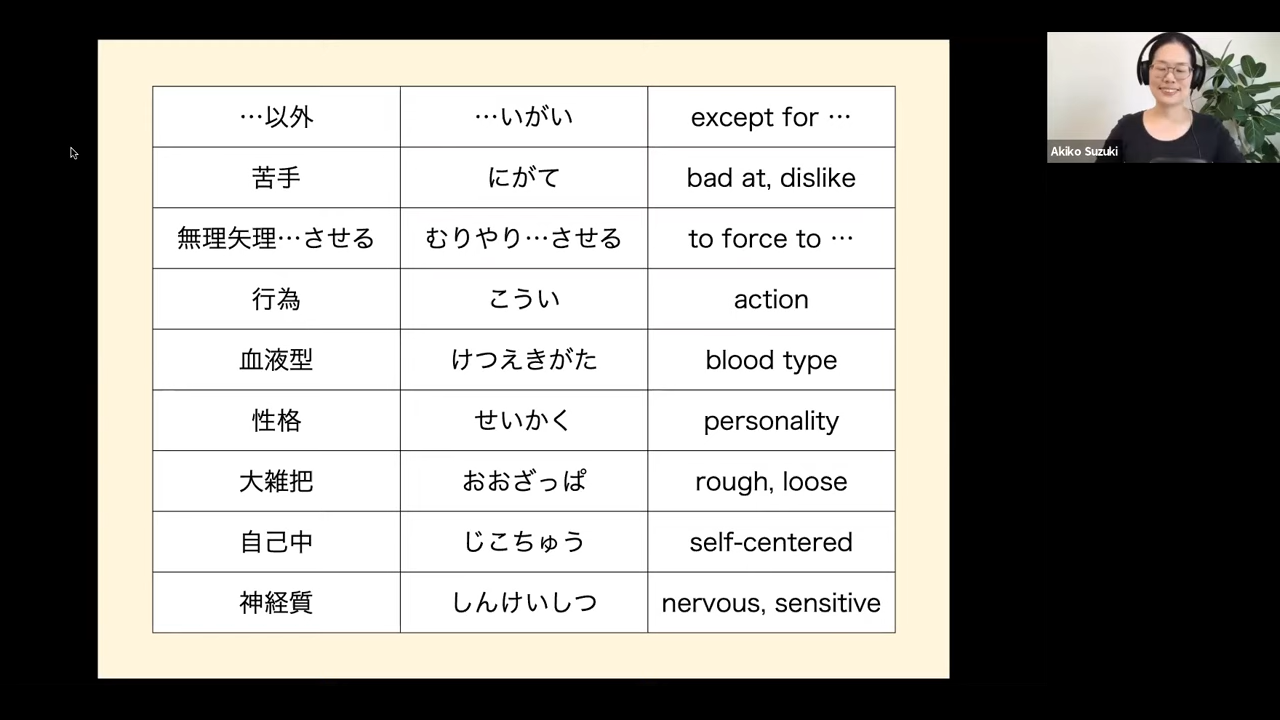 …以外 …いがい except for …
苦手 にがて bad at, dislike
無理矢理…させる むりやり…させる to force to …
行為 こうい action
血液型 けつえきがた blood type
性格 せいかく personality
大雑把 おおざっぱ rough, loose
自己中 じこちゅう self-centered
神経質 しんけいしつ nervous, sensitive
Akiko Suzuki